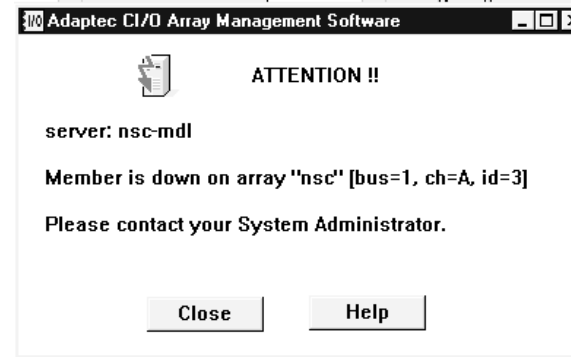 Adaptec CI/O Array Management Software
ATTENTION !!
server: nsc-mdl
Member is down on array "nsc" [bus=1, ch=A, id=3]
Please contact your System Administrator.
Close
Help